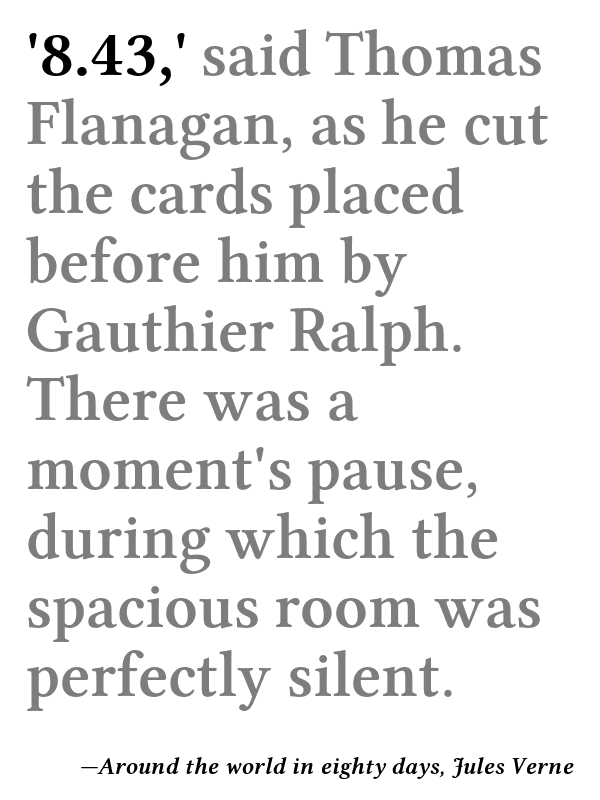 '8.43,' said Thomas
Flanagan, as he cut
the cards placed
before him by
Gauthier Ralph.
There was a
moment's pause,
during which the
spacious room was
perfectly silent.
—Around the world in eighty days, Jules Verne